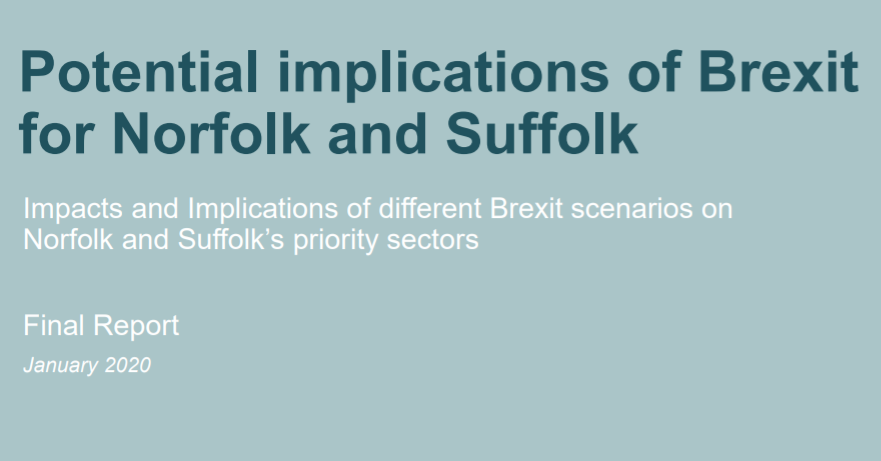 Potential implications of Brexit
for Norfolk and Suffolk
Impacts and Implications of different Brexit scenarios on
Norfolk and Suffolk’s priority sectors
Final Report
January 2020